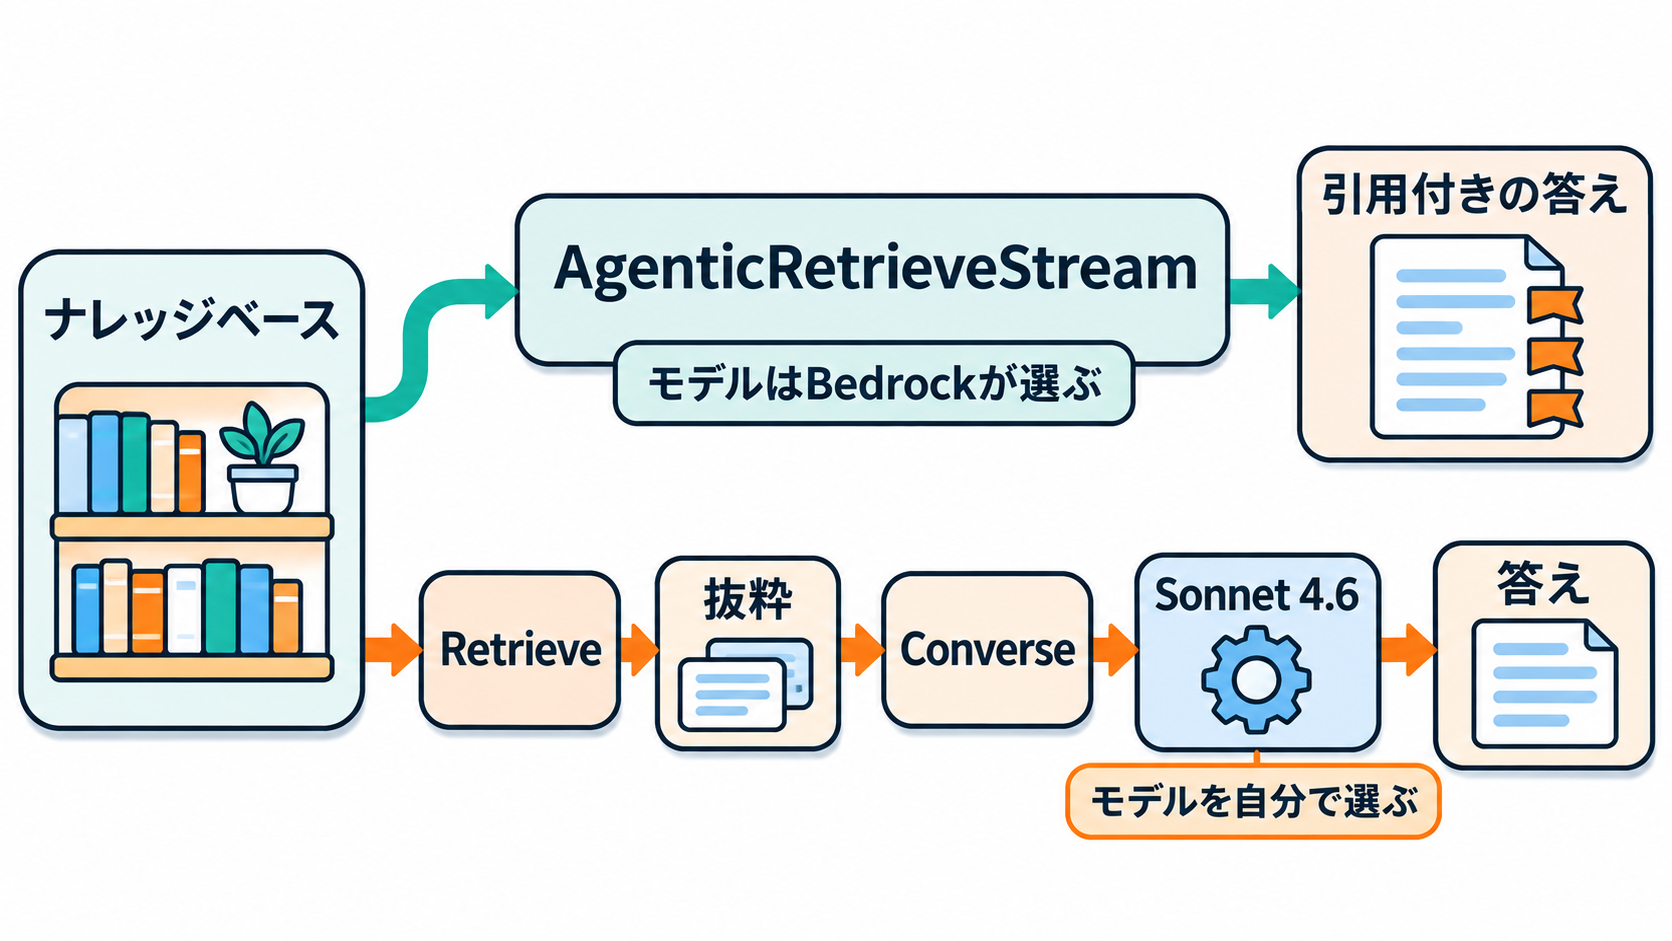 ナレッジベース
AgenticRetrieveStream
モデルはBedrockが選ぶ
引用付きの答え
Retrieve
抜粋
Converse
Sonnet 4.6
モデルを自分で選ぶ
答え